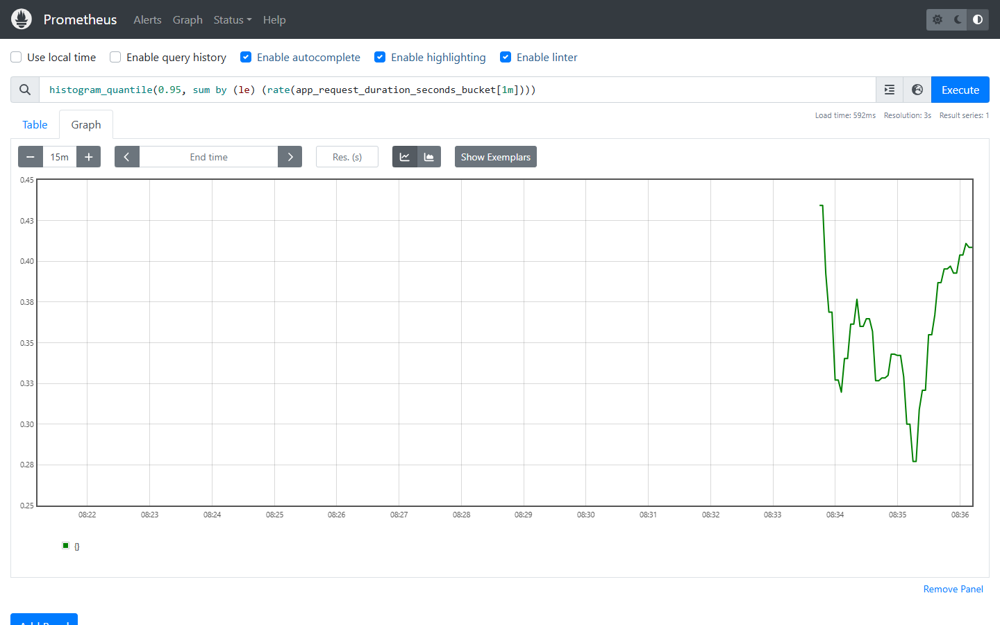 Prometheus Alerts Graph Status Help
Use local time Enable query history Enable autocomplete Enable highlighting Enable linter
histogram_quantile(0.95, sum by (le) (rate(app_request_duration_seconds_bucket[1m]))) Execute
Load time: 592ms Resolution: 3s Result series: 1
Table Graph
15m End time Res. (s) Show Exemplars
0.45
0.43
0.40
0.38
0.35
0.33
0.30
0.28
0.25
08:22 08:23 08:24 08:25 08:26 08:27 08:28 08:29 08:30 08:31 08:32 08:33 08:34 08:35 08:36
{}
Remove Panel
Add Panel